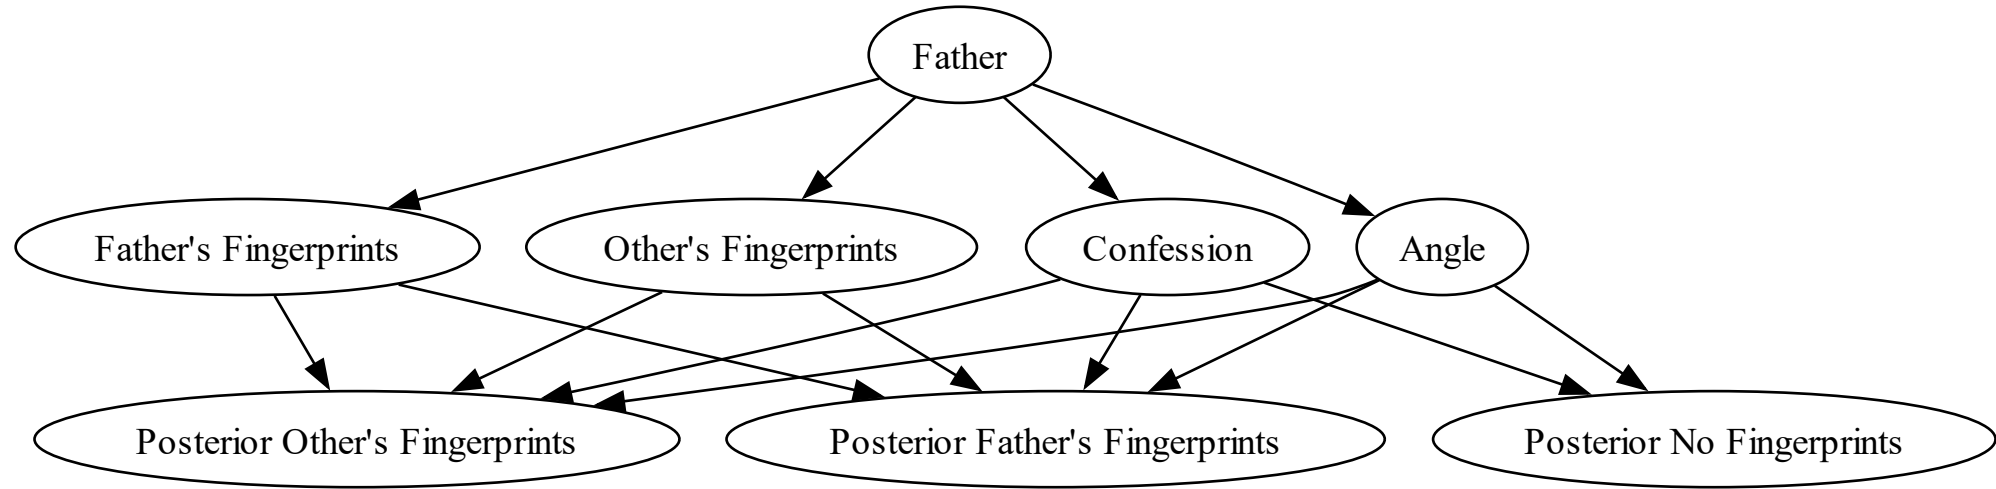 Father
Father's Fingerprints
Other's Fingerprints
Confession
Angle
Posterior Other's Fingerprints
Posterior Father's Fingerprints
Posterior No Fingerprints